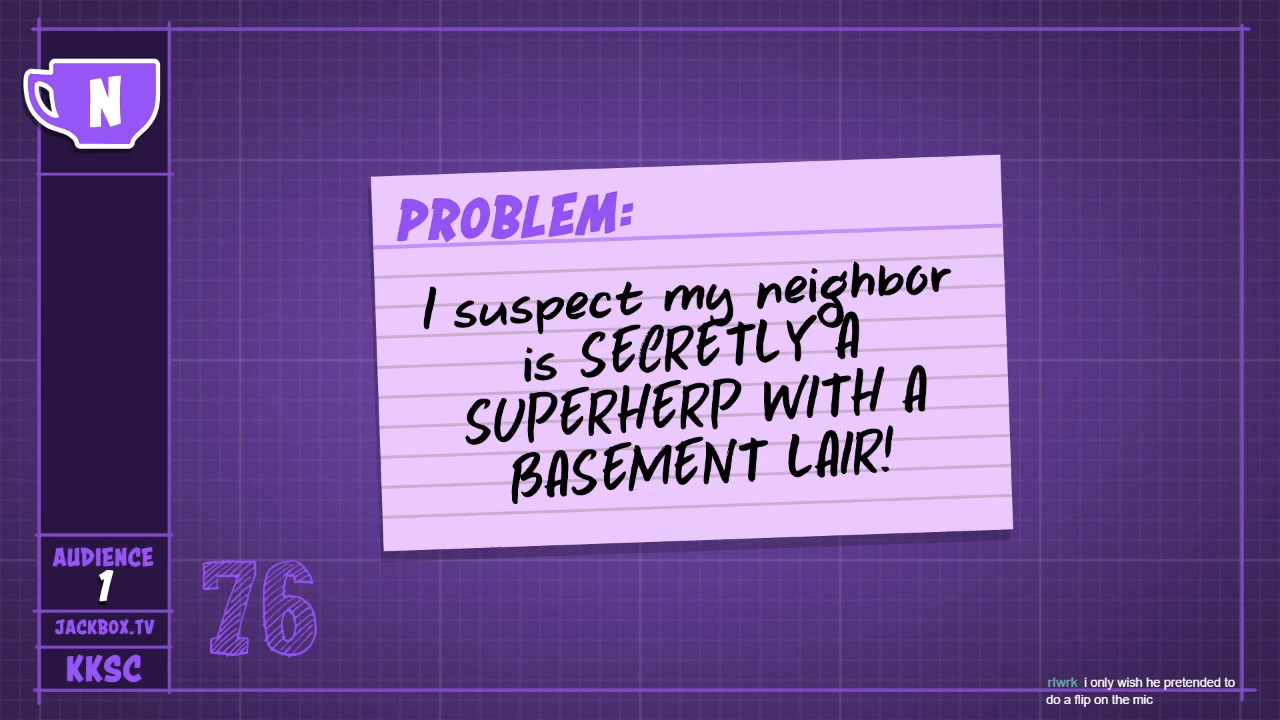 N
PROBLEM:
I suspect my neighbor
is SECRETLY A
SUPERHERP WITH A
BASEMENT LAIR!
AUDIENCE
1
JACKBOX.TV
KKSC
76
rlwrk i only wish he pretended to
do a flip on the mic